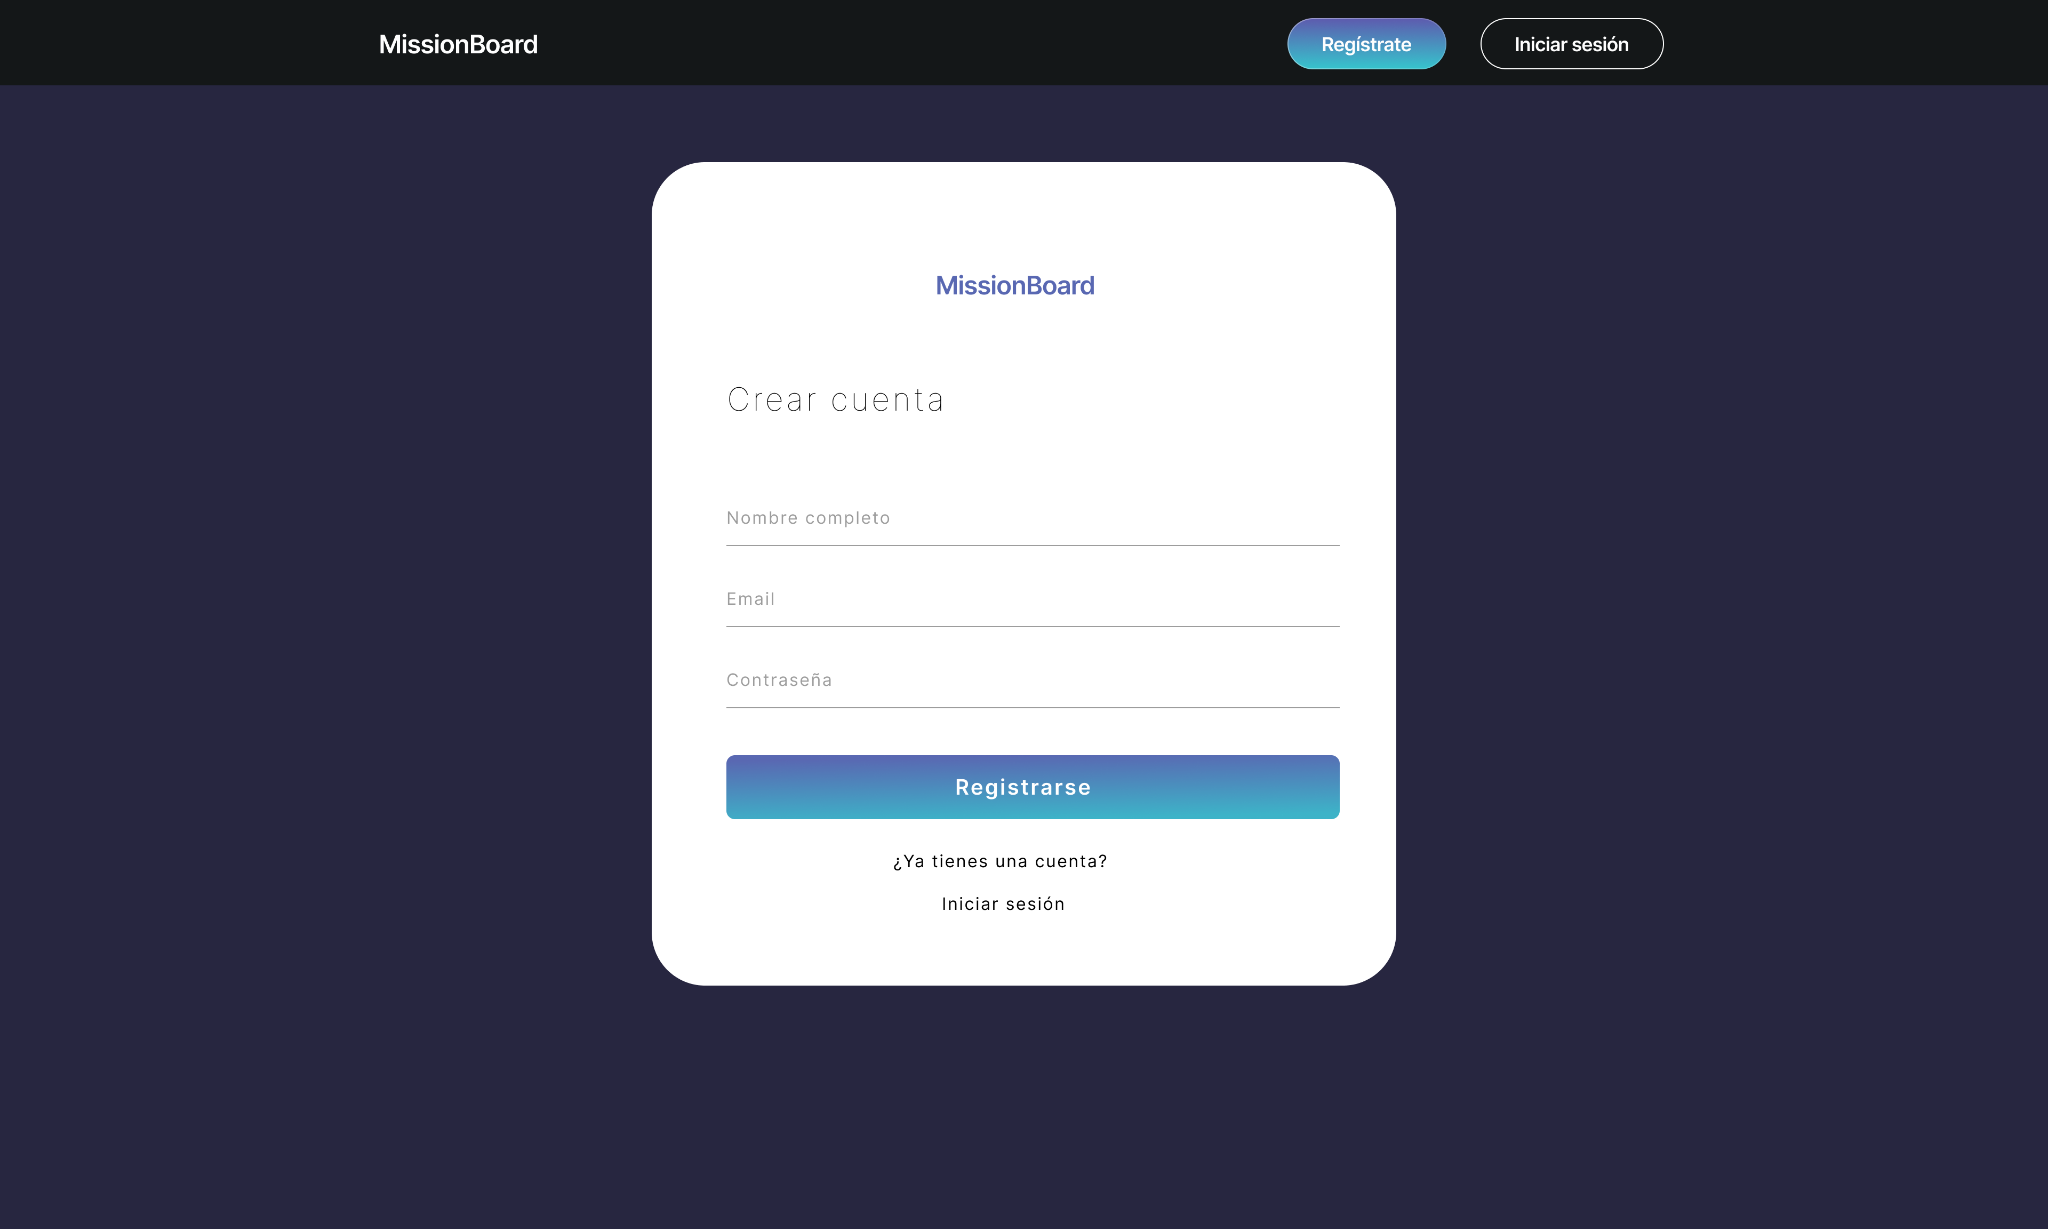 MissionBoard
Regístrate
Iniciar sesión
MissionBoard
Crear cuenta
Nombre completo
Email
Contraseña
Registrarse
¿Ya tienes una cuenta?
Iniciar sesión